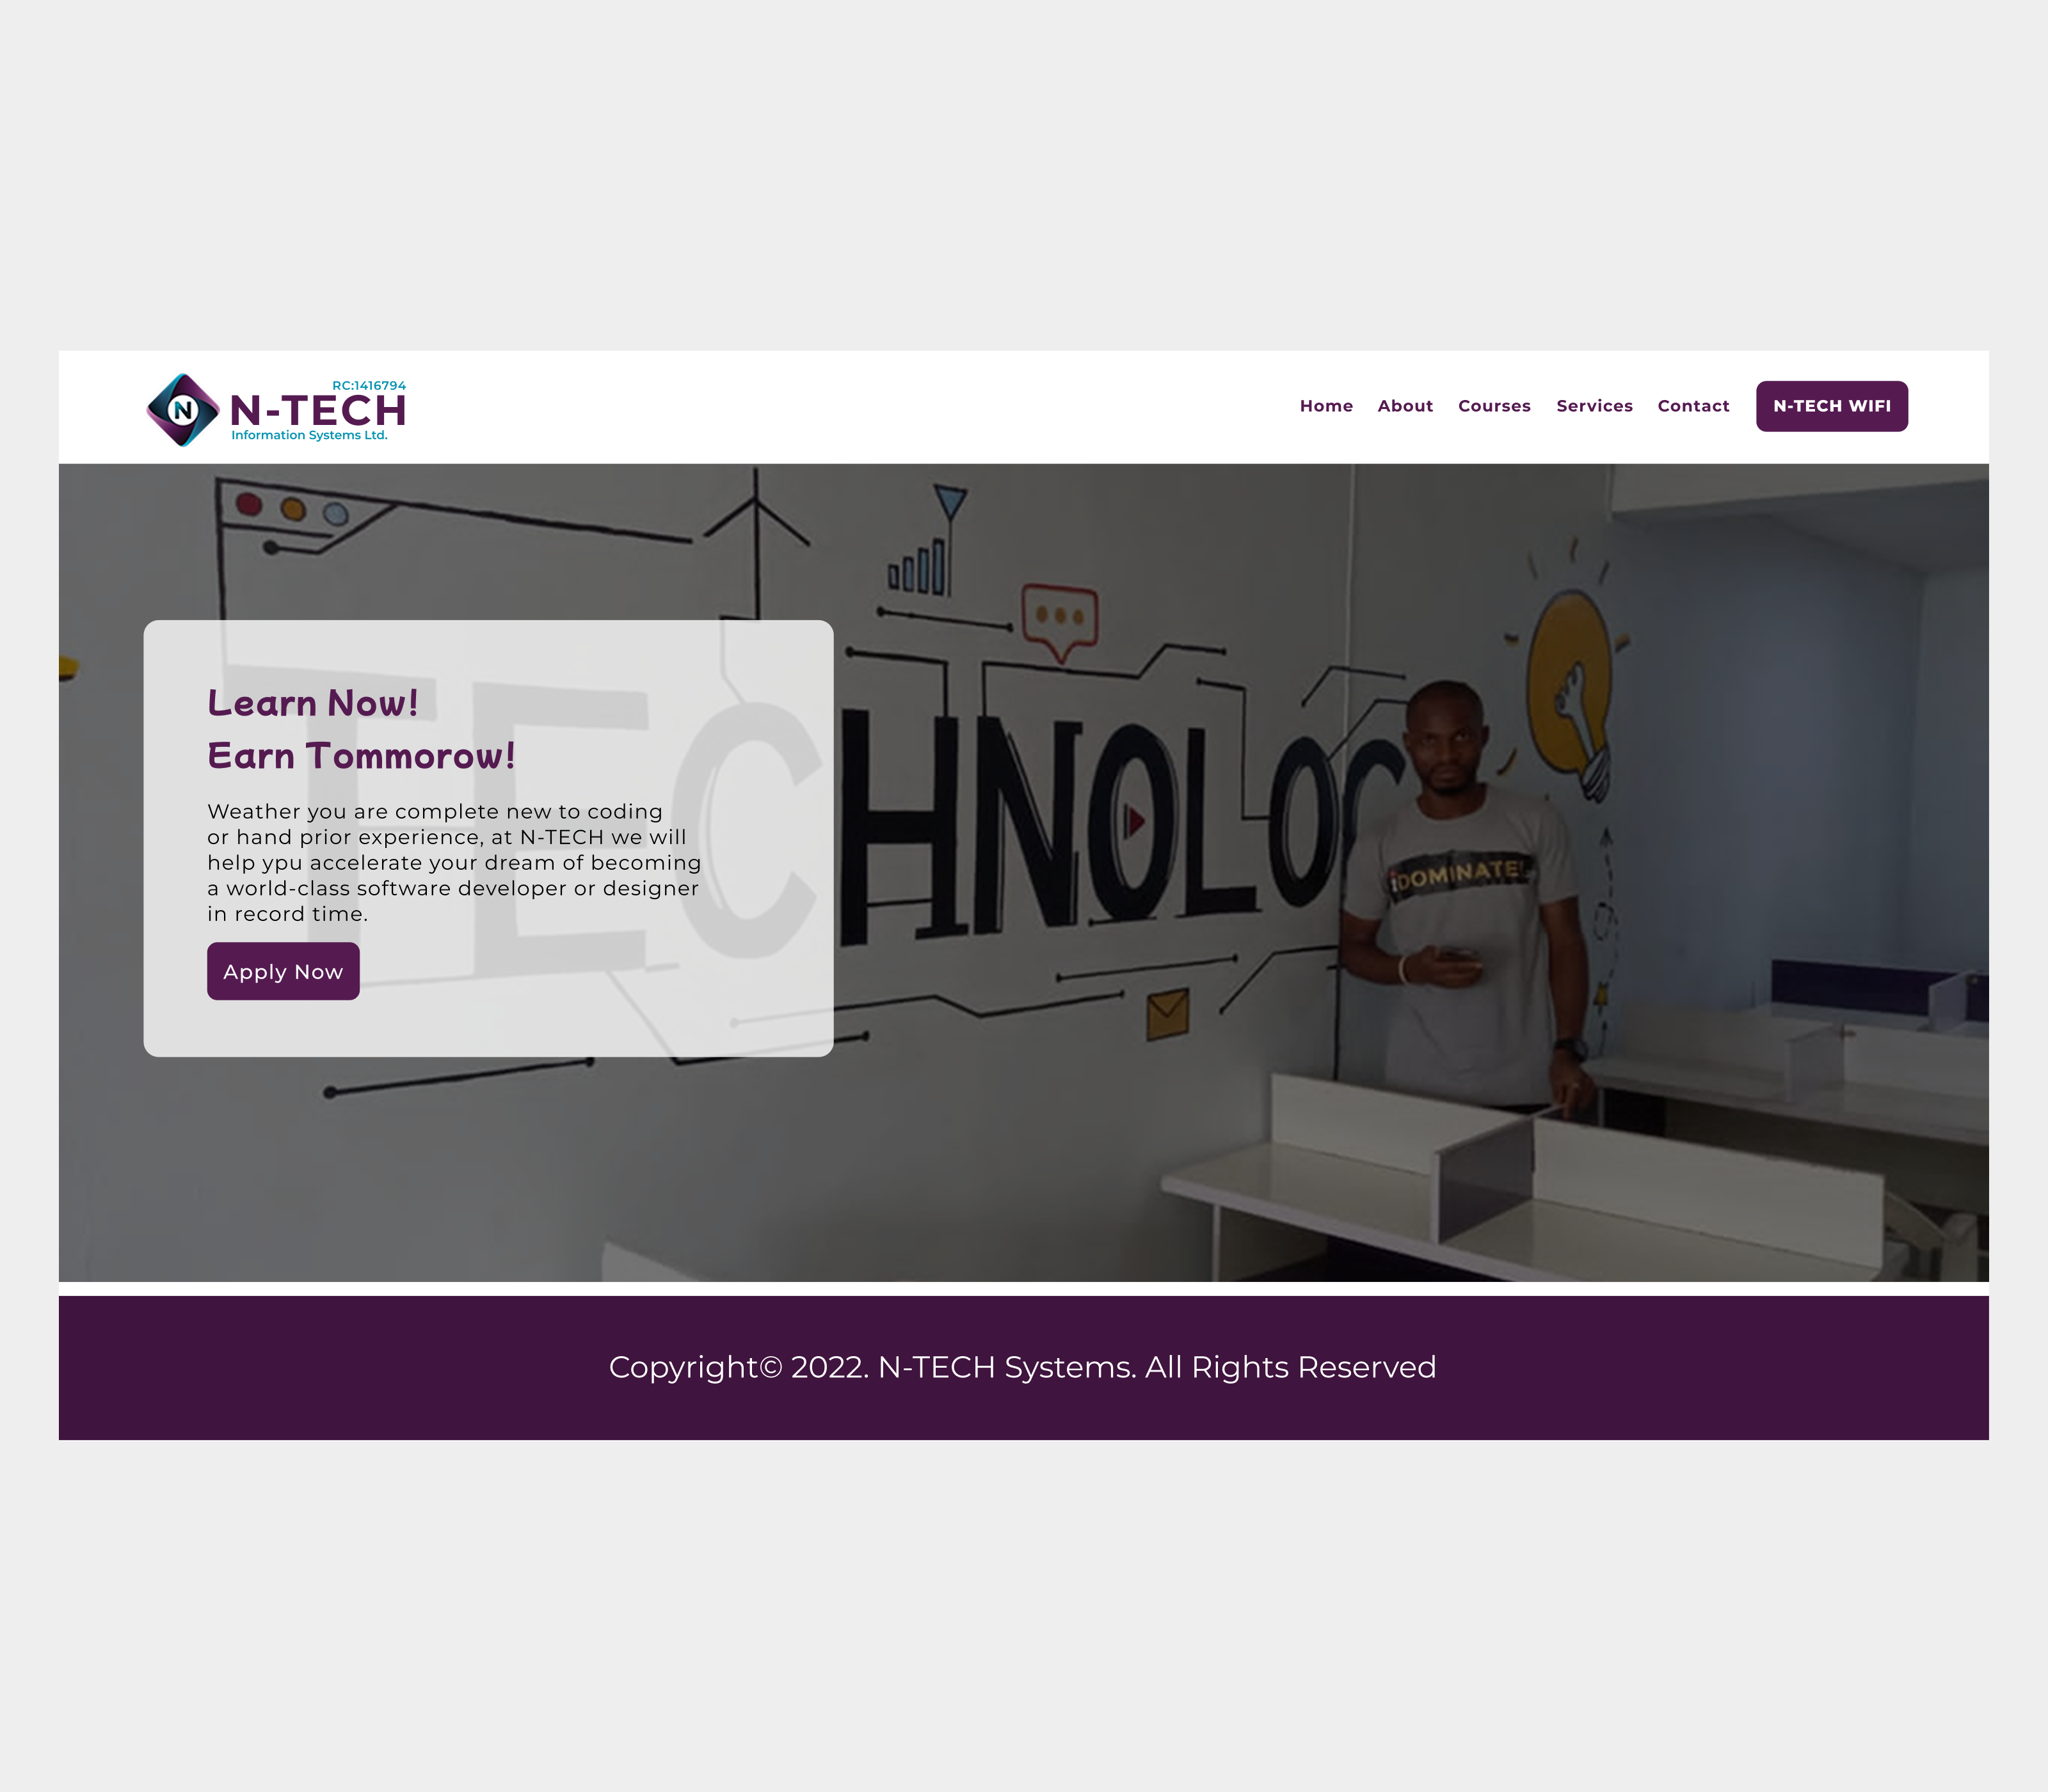 RC:1416794
N
N-TECH
Information Systems Ltd.
Home About Courses Services Contact N-TECH WIFI
Learn Now!
Earn Tommorow!
Weather you are complete new to coding
or hand prior experience, at N-TECH we will
help ypu accelerate your dream of becoming
a world-class software developer or designer
in record time.
Apply Now
TECHNOLOG
iDOMINATE!
Copyright© 2022. N-TECH Systems. All Rights Reserved